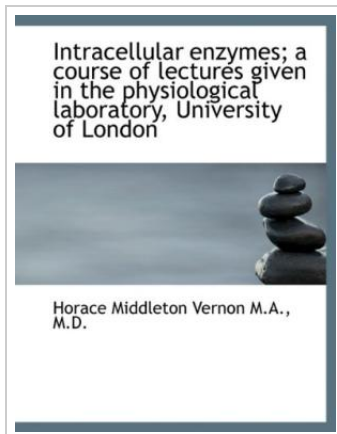 Intracellular enzymes; a
course of lectures given
in the physiological
laboratory, University
of London
Horace Middleton Vernon M.A.,
M.D.